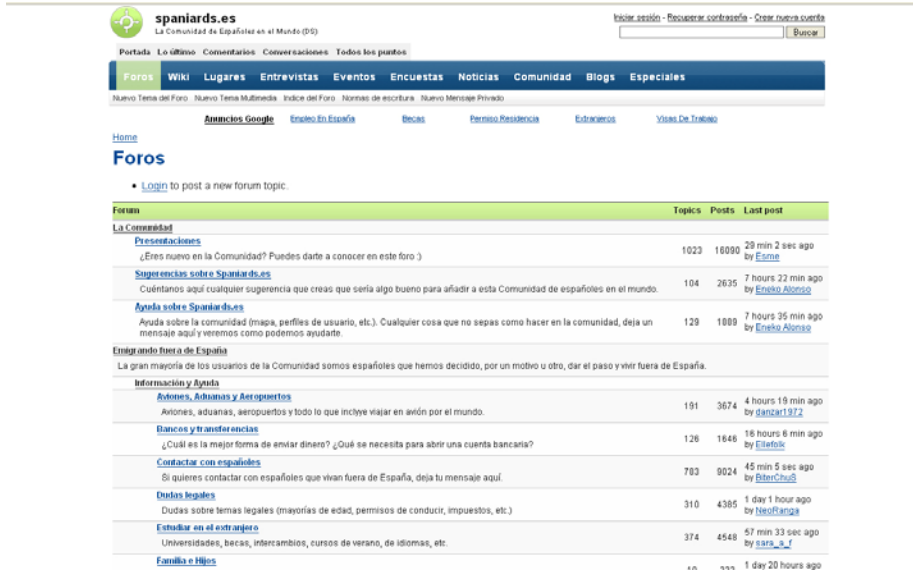 spaniards.es
La Comunidad de Españoles en el Mundo (DS)
Iniciar sesión - Recuperar contraseña - Crear nueva cuenta
Buscar
Portada Lo último Comentarios Conversaciones Todos los puntos
Foros Wiki Lugares Entrevistas Eventos Encuestas Noticias Comunidad Blogs Especiales
Nuevo Tema del Foro Nuevo Tema Multimedia Indice del Foro Normas de escritura Nuevo Mensaje Privado
Anuncios Google Empleo En España Becas Permiso Residencia Extranjeros Visas De Trabajo
Home
Foros
Login to post a new forum topic.
Forum Topics Posts Last post
La Comunidad
Presentaciones
¿Eres nuevo en la Comunidad? Puedes darte a conocer en este foro :)
1023 16090 29 min 2 sec ago
by Esme
Sugerencias sobre Spaniards.es
Cuéntanos aquí cualquier sugerencia que creas que sería algo bueno para añadir a esta Comunidad de españoles en el mundo.
104 2635 7 hours 22 min ago
by Eneko Alonso
Ayuda sobre Spaniards.es
Ayuda sobre la comunidad (mapa, perfiles de usuario, etc.). Cualquier cosa que no sepas como hacer en la comunidad, deja un
mensaje aquí y veremos como podemos ayudarte.
129 1889 7 hours 35 min ago
by Eneko Alonso
Emigrando fuera de España
La gran mayoría de los usuarios de la Comunidad somos españoles que hemos decidido, por un motivo u otro, dar el paso y vivir fuera de España.
Información y Ayuda
Aviones, Aduanas y Aeropuertos
Aviones, aduanas, aeropuertos y todo lo que inclyye viajar en avión por el mundo.
191 3674 4 hours 19 min ago
by danzar1972
Bancos y transferencias
¿Cuál es la mejor forma de enviar dinero? ¿Qué se necesita para abrir una cuenta bancaria?
126 1646 16 hours 6 min ago
by Ellefolk
Contactar con españoles
Si quieres contactar con españoles que vivan fuera de España, deja tu mensaje aquí.
783 9024 45 min 5 sec ago
by BiterChuS
Dudas legales
Dudas sobre temas legales (mayorías de edad, permisos de conducir, impuestos, etc.)
310 4385 1 day 1 hour ago
by NeoRanga
Estudiar en el extranjero
Universidades, becas, intercambios, cursos de verano, de idiomas, etc.
374 4548 57 min 33 sec ago
by sara_a_f
Familia e Hijos
1 day 20 hours ago